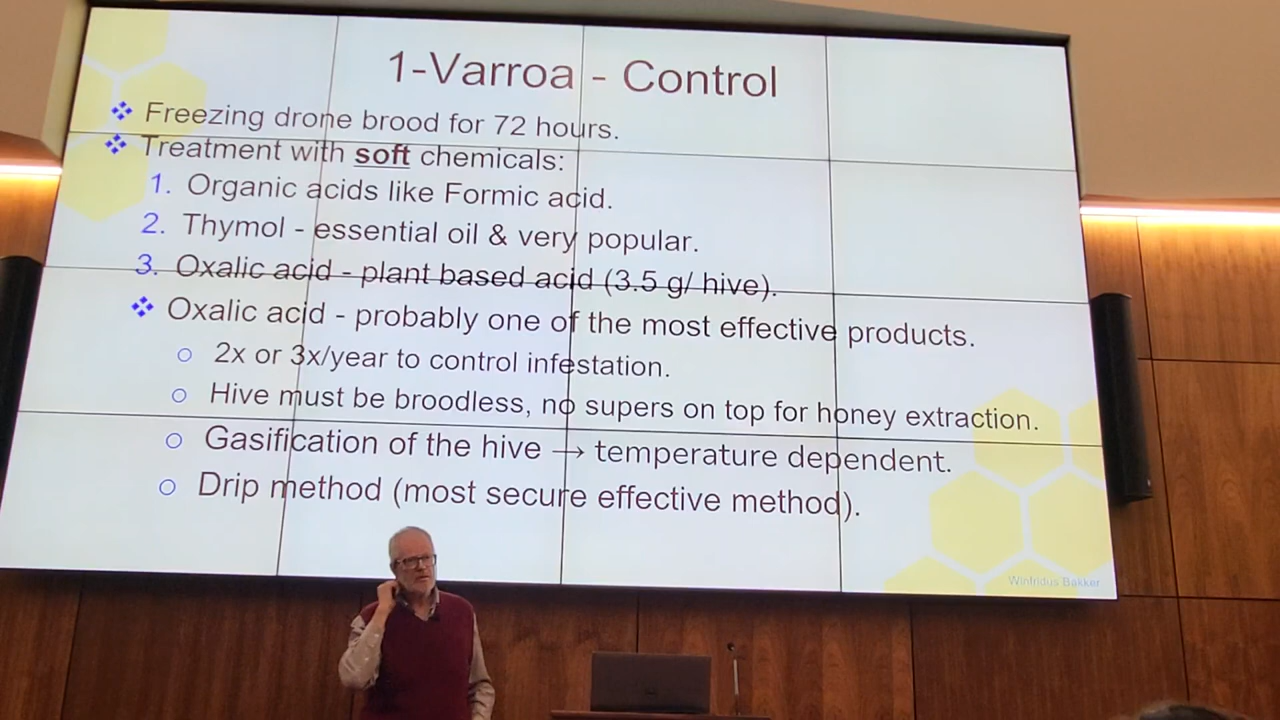 1-Varroa - Control
❖ Freezing drone brood for 72 hours.
❖ Treatment with soft chemicals:
1. Organic acids like Formic acid.
2. Thymol - essential oil & very popular.
3. Oxalic acid - plant based acid (3.5 g/ hive).
❖ Oxalic acid - probably one of the most effective products.
○ 2x or 3x/year to control infestation.
○ Hive must be broodless, no supers on top for honey extraction.
○ Gasification of the hive → temperature dependent.
○ Drip method (most secure effective method).
Winfridus Bakker